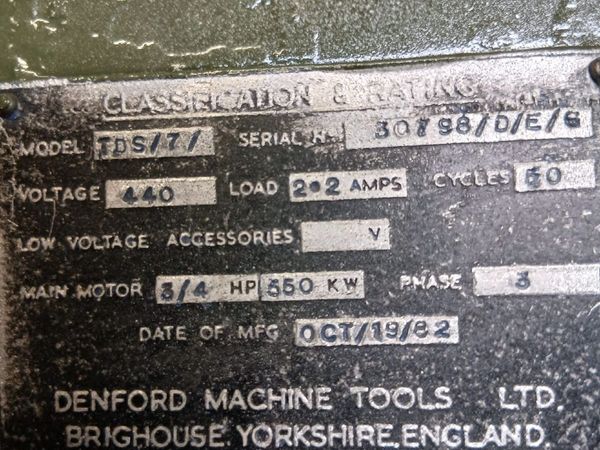 CLASSIFICATION & RATING
MODEL TDS/7/ SERIAL No. 30798/D/E/G
VOLTAGE 440 LOAD 2•2 AMPS CYCLES 50
LOW VOLTAGE ACCESSORIES V
MAIN MOTOR 3/4 HP 550 KW PHASE 3
DATE OF MFG OCT/19/82
DENFORD MACHINE TOOLS LTD.
BRIGHOUSE. YORKSHIRE, ENGLAND.